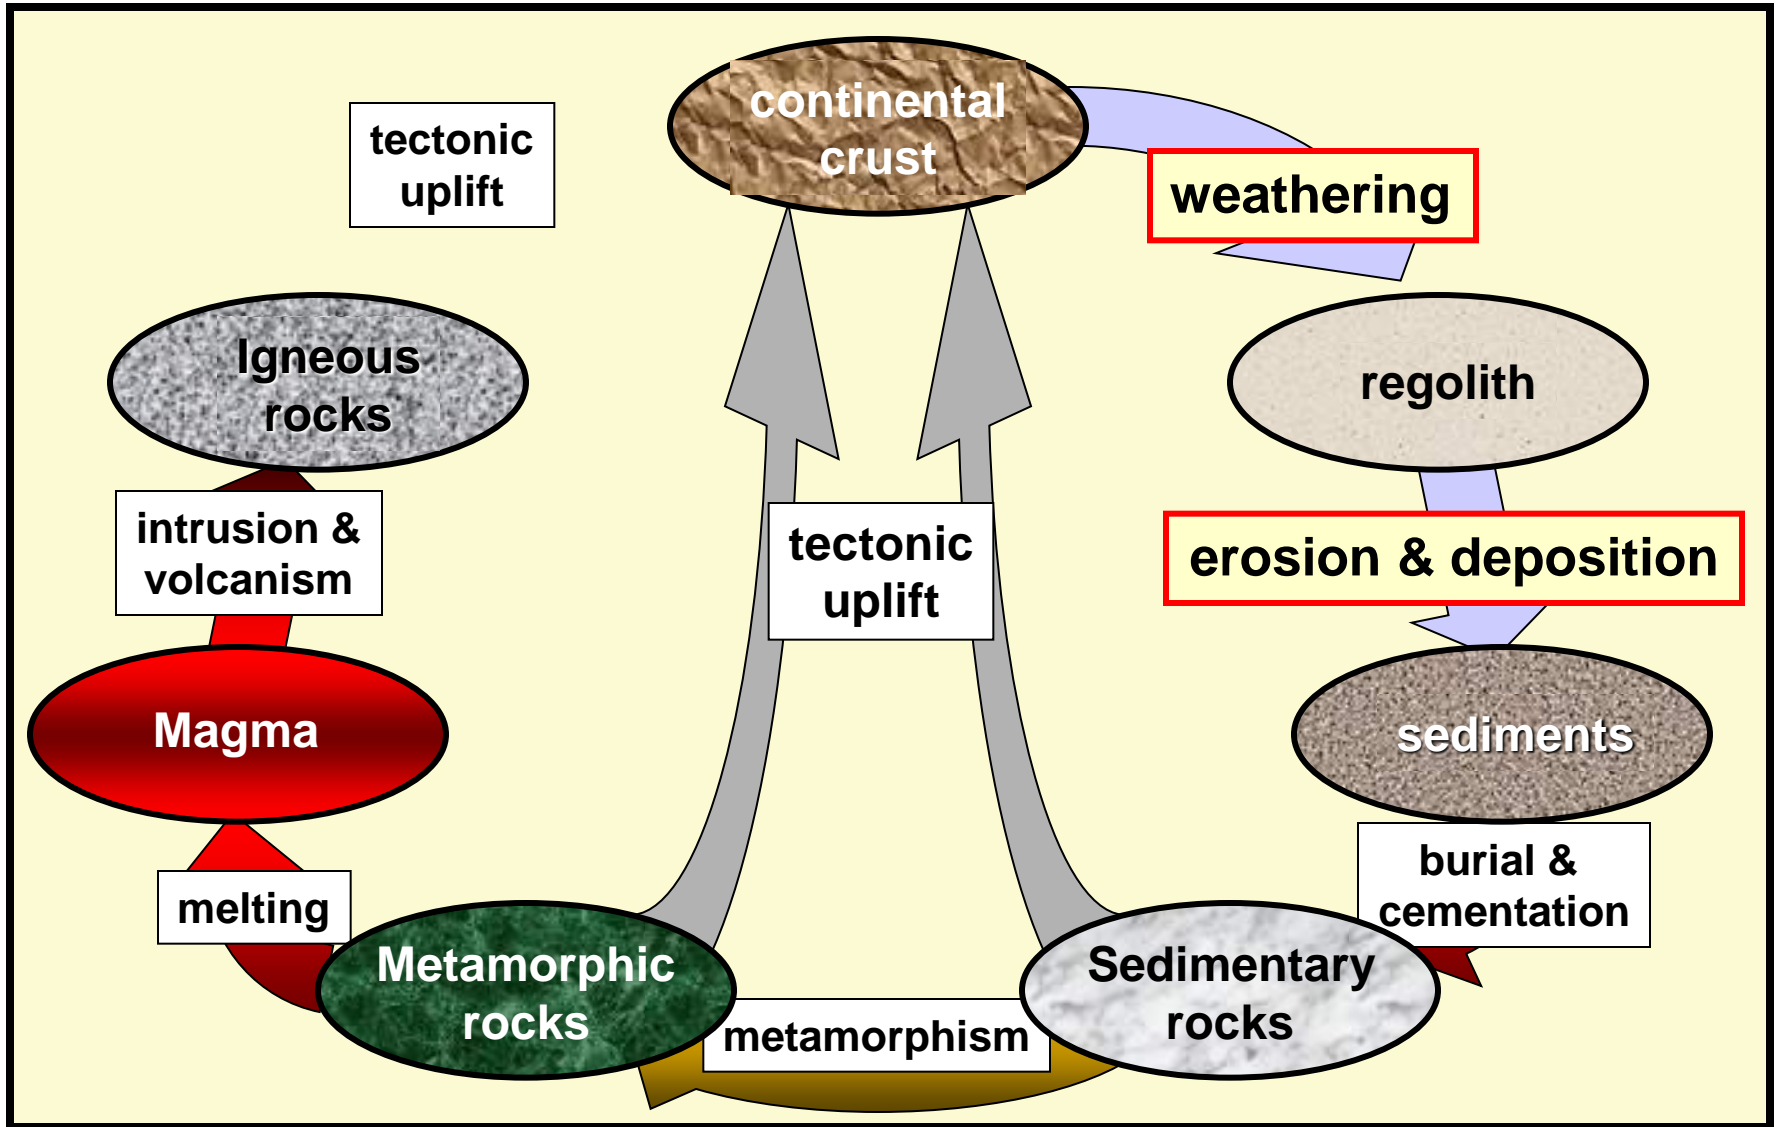 continental
crust
tectonic
uplift
weathering
Igneous
rocks
regolith
intrusion &
volcanism
tectonic
uplift
erosion & deposition
Magma
sediments
melting
burial &
cementation
Metamorphic
rocks
metamorphism
Sedimentary
rocks